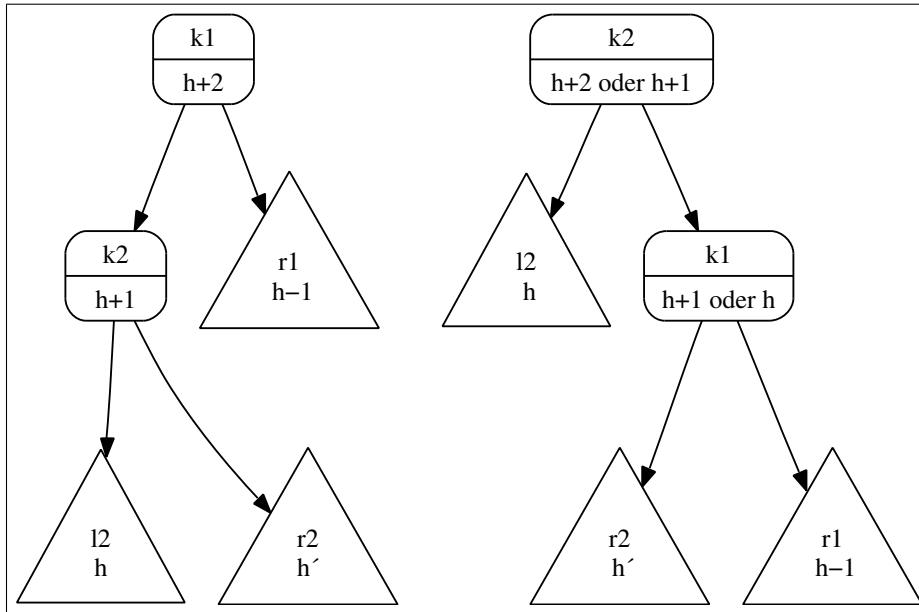 k1
h+2
k2
h+1
r1
h−1
l2
h
r2
h´
k2
h+2 oder h+1
l2
h
k1
h+1 oder h
r2
h´
r1
h−1